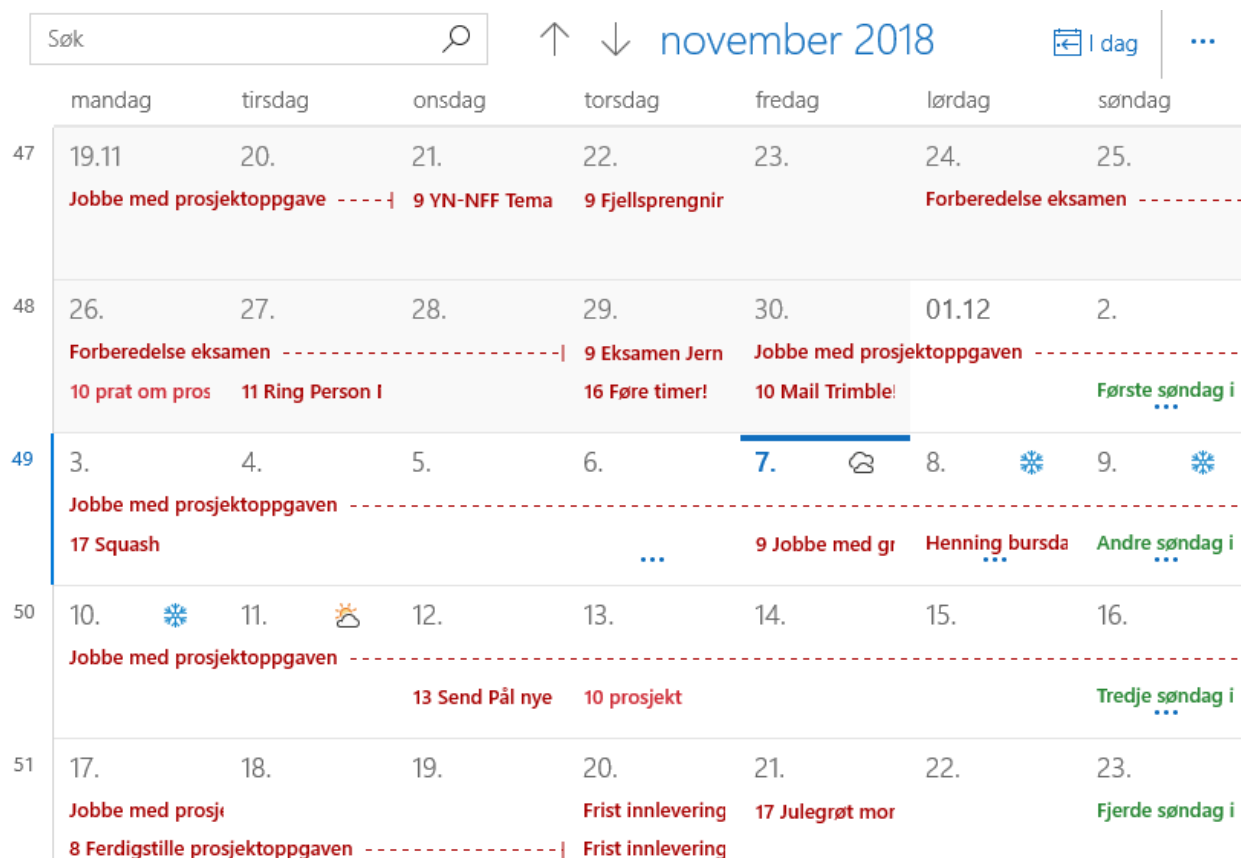 Søk november 2018 I dag
mandag tirsdag onsdag torsdag fredag lørdag søndag
47 19.11 20. 21. 22. 23. 24. 25.
Jobbe med prosjektoppgave 9 YN-NFF Tema 9 Fjellsprengnir Forberedelse eksamen
48 26. 27. 28. 29. 30. 01.12 2.
Forberedelse eksamen 9 Eksamen Jern Jobbe med prosjektoppgaven
10 prat om pros 11 Ring Person 16 Føre timer! 10 Mail Trimble! Første søndag i
49 3. 4. 5. 6. 7. 8. 9.
Jobbe med prosjektoppgaven
17 Squash 9 Jobbe med gr Henning bursda Andre søndag i
50 10. 11. 12. 13. 14. 15. 16.
Jobbe med prosjektoppgaven
13 Send Pål nye 10 prosjekt Tredje søndag i
51 17. 18. 19. 20. 21. 22. 23.
Jobbe med prosje Frist innlevering 17 Julegrøt mor Fjerde søndag i
8 Ferdigstille prosjektoppgaven Frist innlevering